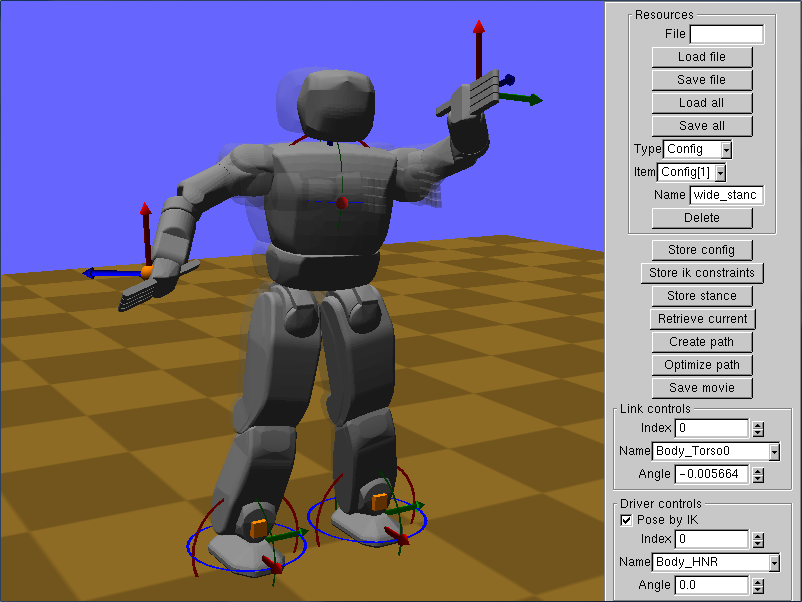 Resources
File
Load file
Save file
Load all
Save all
Type Config
Item Config[1]
Name wide_stanc
Delete
Store config
Store ik constraints
Store stance
Retrieve current
Create path
Optimize path
Save movie
Link controls
Index 0
Name Body_Torso0
Angle -0.005664
Driver controls
Pose by IK
Index 0
Name Body_HNR
Angle 0.0